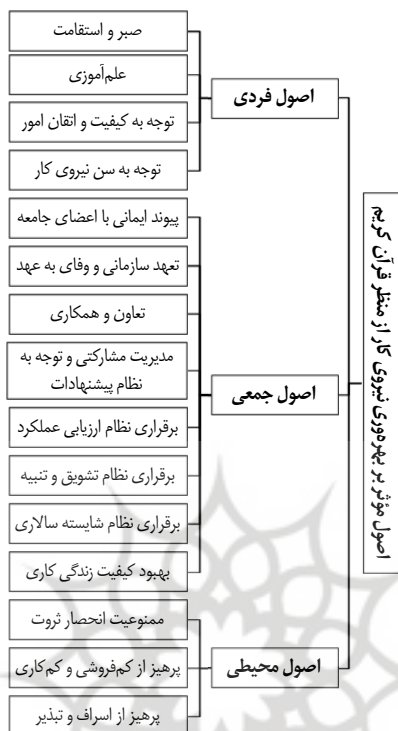 اصول مؤثر بر بهره‌وری نیروی کار از منظر قرآن کریم
اصول فردی
صبر و استقامت
علم‌آموزی
توجه به کیفیت و اتقان امور
توجه به سن نیروی کار
اصول جمعی
پیوند ایمانی با اعضای جامعه
تعهد سازمانی و وفای به عهد
تعاون و همکاری
مدیریت مشارکتی و توجه به
نظام پیشنهادات
برقراری نظام ارزیابی عملکرد
برقراری نظام تشویق و تنبیه
برقراری نظام شایسته سالاری
بهبود کیفیت زندگی کاری
اصول محیطی
ممنوعیت انحصار ثروت
پرهیز از کم‌فروشی و کم‌کاری
پرهیز از اسراف و تبذیر